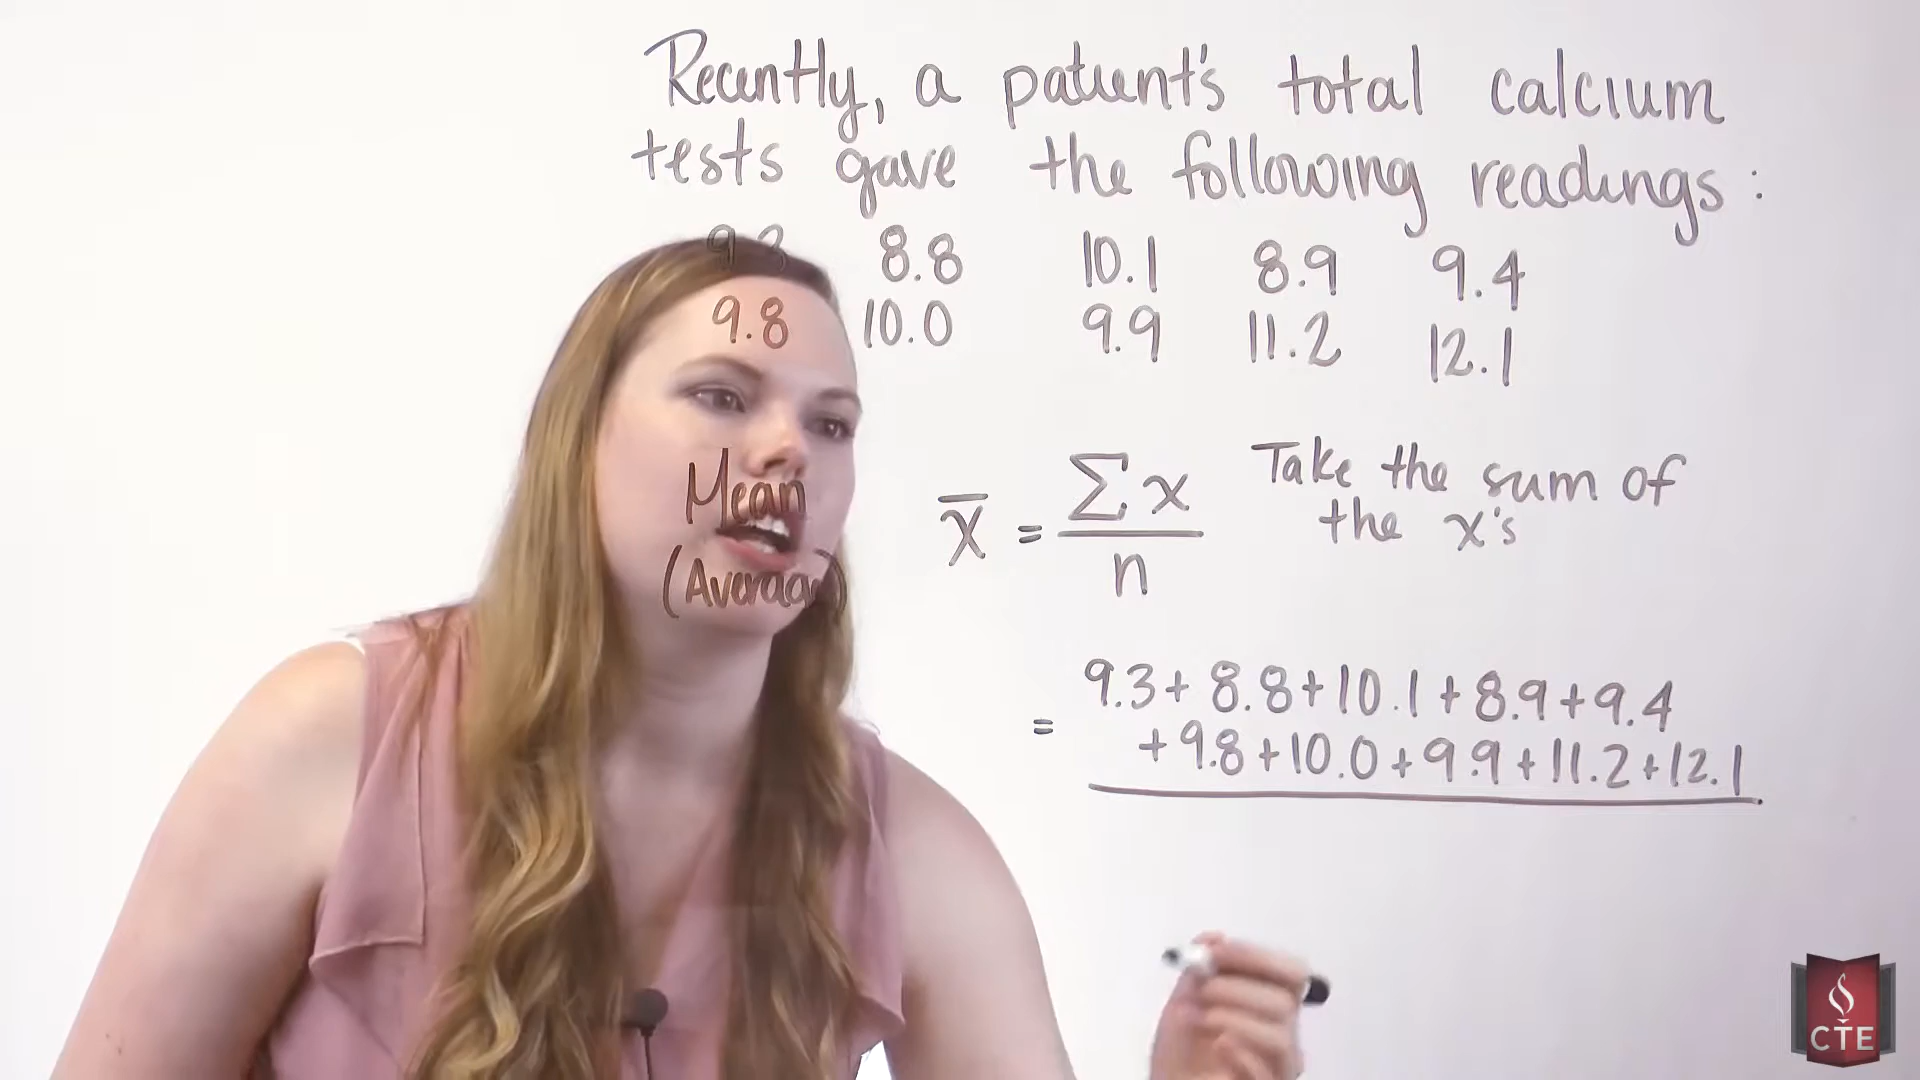 Recently, a patient's total calcium
tests gave the following readings:
9.3 8.8 10.1 8.9 9.4
9.8 10.0 9.9 11.2 12.1
Mean
(Average)
x̄ = Σx / n
Take the sum of
the x's
= 9.3+8.8+10.1+8.9+9.4
+9.8+10.0+9.9+11.2+12.1
CTE